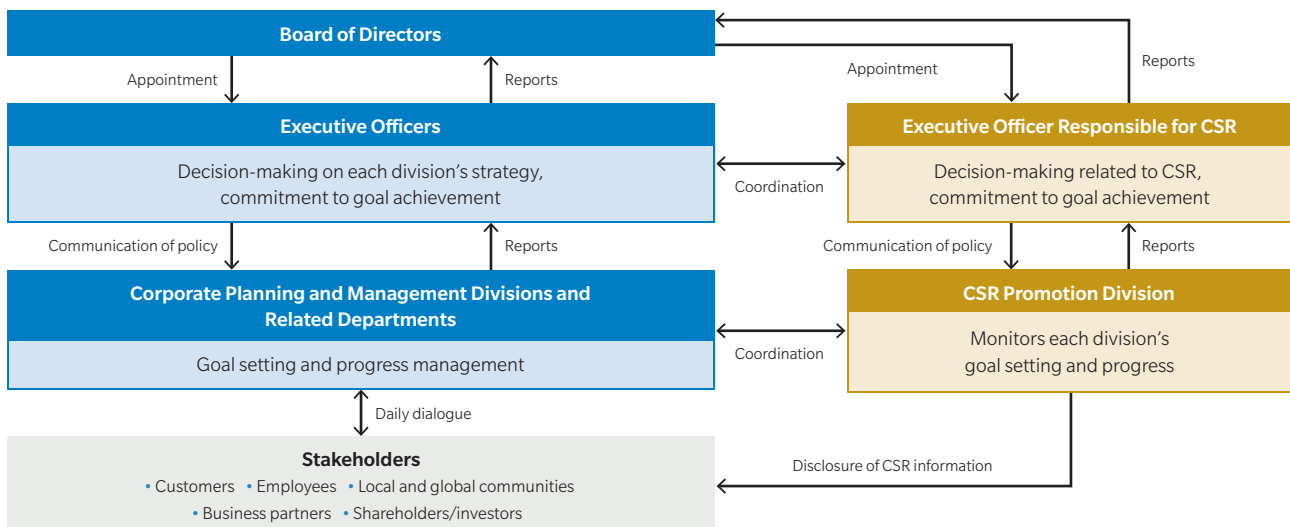 Board of Directors
Appointment
Reports
Appointment
Reports
Executive Officers
Decision-making on each division's strategy,
commitment to goal achievement
Coordination
Executive Officer Responsible for CSR
Decision-making related to CSR,
commitment to goal achievement
Communication of policy
Reports
Communication of policy
Reports
Corporate Planning and Management Divisions and
Related Departments
Goal setting and progress management
Coordination
CSR Promotion Division
Monitors each division's
goal setting and progress
Daily dialogue
Stakeholders
• Customers • Employees • Local and global communities
• Business partners • Shareholders/investors
Disclosure of CSR information